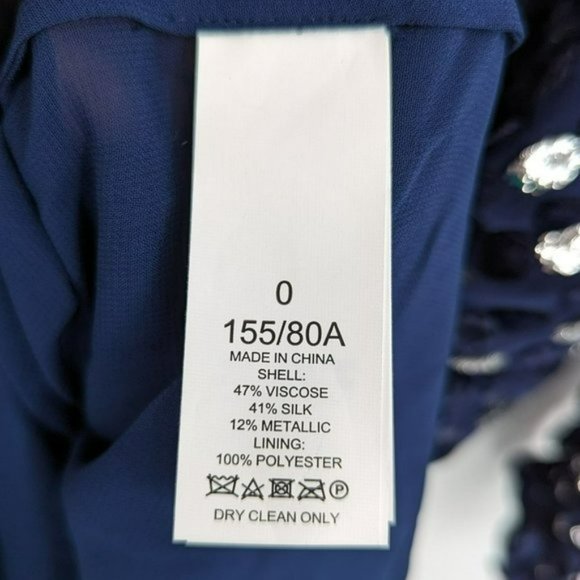 0
155/80A
MADE IN CHINA
SHELL:
47% VISCOSE
41% SILK
12% METALLIC
LINING:
100% POLYESTER
P
DRY CLEAN ONLY